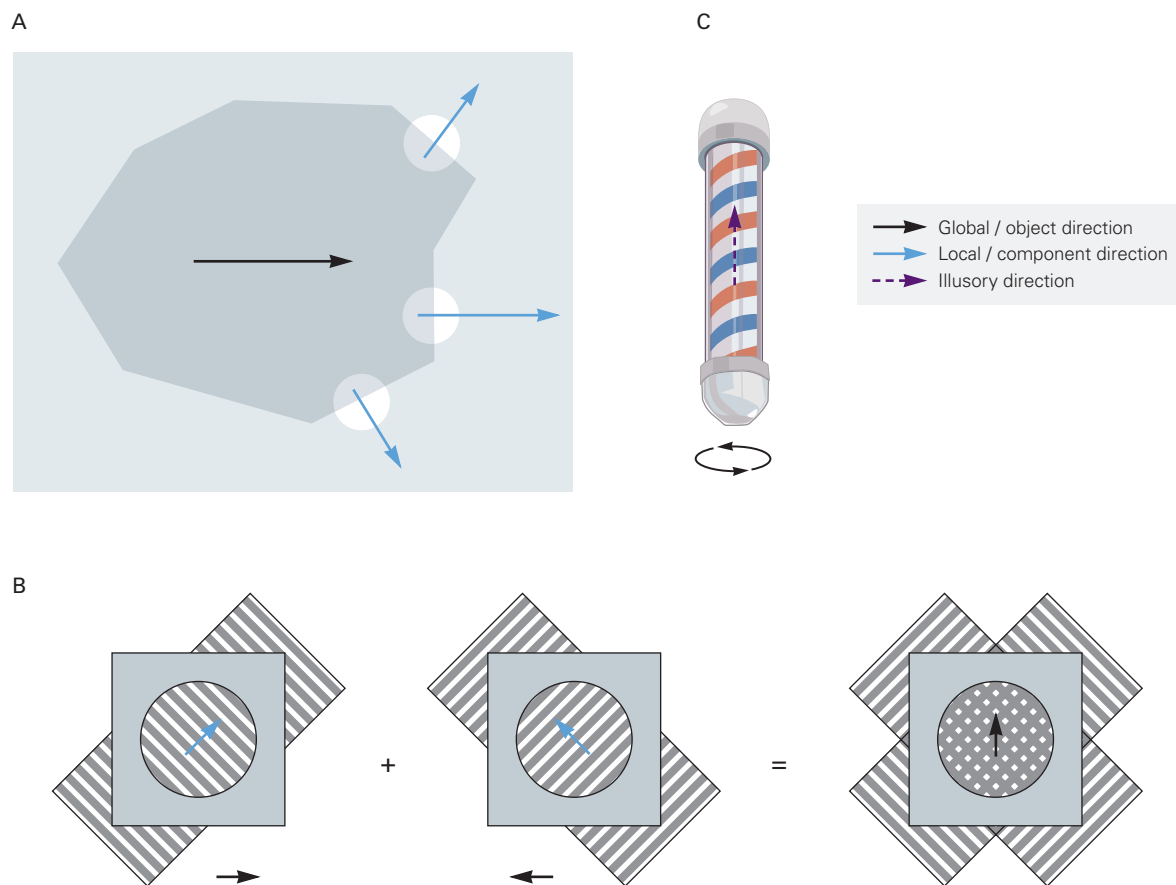 A
C
Global / object direction
Local / component direction
Illusory direction
B
+
=